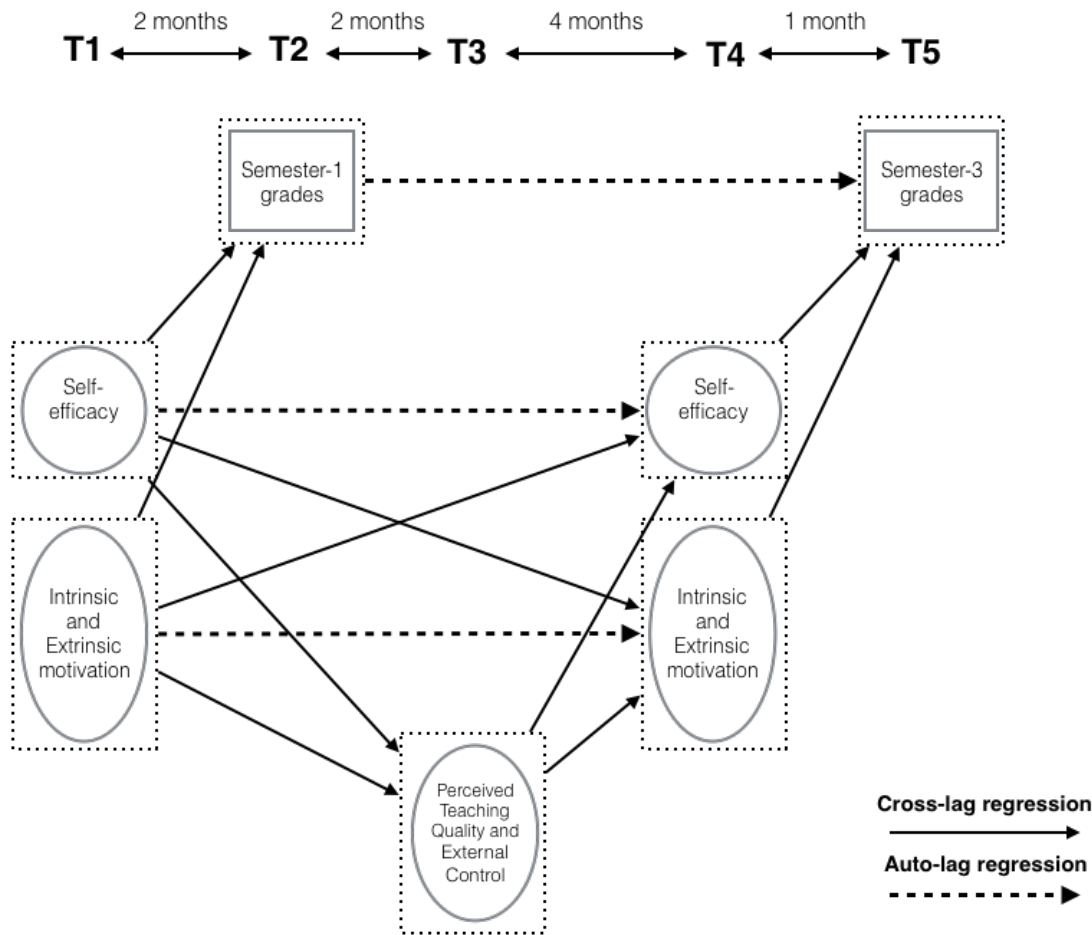 2 months
2 months
4 months
1 month
T1
T2
T3
T4
T5
Semester-1
grades
Semester-3
grades
Self-
efficacy
Self-
efficacy
Intrinsic
and
Extrinsic
motivation
Intrinsic
and
Extrinsic
motivation
Perceived
Teaching
Quality and
External
Control
Cross-lag regression
Auto-lag regression